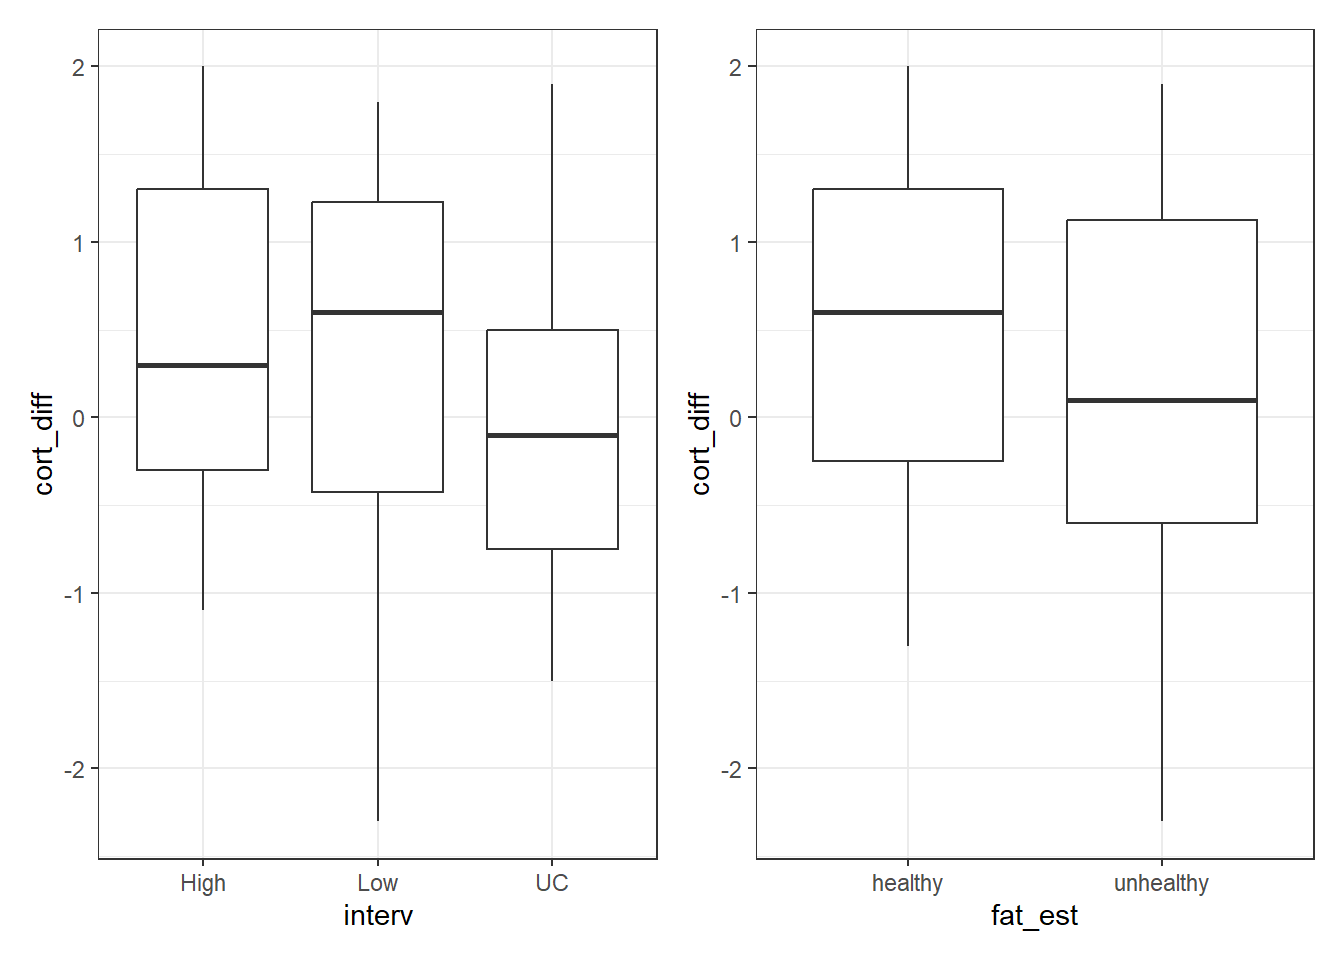 cort_diff
2
1
0
-1
-2
High Low UC
interv
cort_diff
2
1
0
-1
-2
healthy unhealthy
fat_est